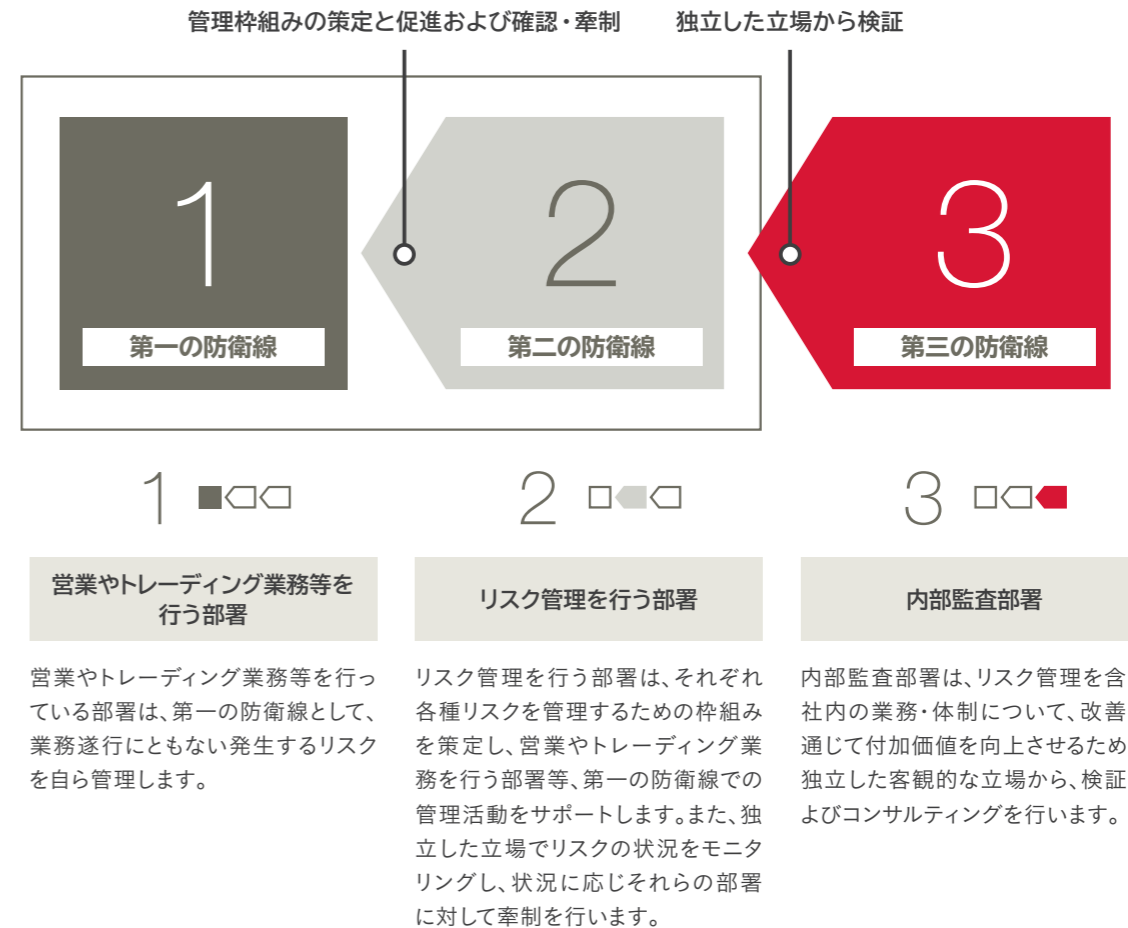 管理枠組みの策定と促進および確認・牽制
独立した立場から検証
1
第一の防衛線
2
第二の防衛線
3
第三の防衛線
1
営業やトレーディング業務等を
行う部署
営業やトレーディング業務等を行っ
ている部署は、第一の防衛線として、
業務遂行にともない発生するリスク
を自ら管理します。
2
リスク管理を行う部署
リスク管理を行う部署は、それぞれ
各種リスクを管理するための枠組み
を策定し、営業やトレーディング業
務を行う部署等、第一の防衛線での
管理活動をサポートします。また、独
立した立場でリスクの状況をモニタ
リングし、状況に応じそれらの部署
に対して牽制を行います。
3
内部監査部署
内部監査部署は、リスク管理を含
社内の業務・体制について、改善
通じて付加価値を向上させるため
独立した客観的な立場から、検証
よびコンサルティングを行います。